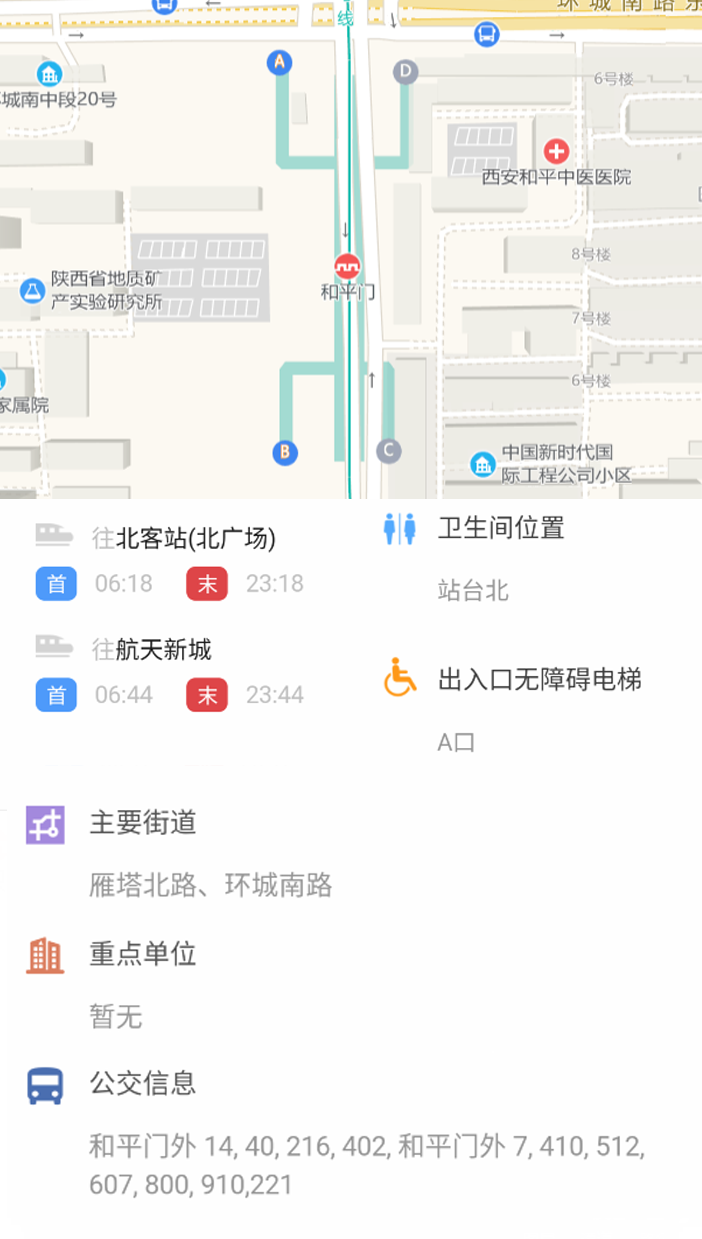 环城南路东
线
A
D
6号楼
城南中段20号
西安和平中医医院
8号楼
陕西省地质矿
产实验研究所
和平门
7号楼
6号楼
家属院
B
C
中国新时代国
际工程公司小区
往北客站(北广场)
首 06:18 末 23:18
往航天新城
首 06:44 末 23:44
卫生间位置
站台北
出入口无障碍电梯
A口
主要街道
雁塔北路、环城南路
重点单位
暂无
公交信息
和平门外 14, 40, 216, 402, 和平门外 7, 410, 512,
607, 800, 910,221